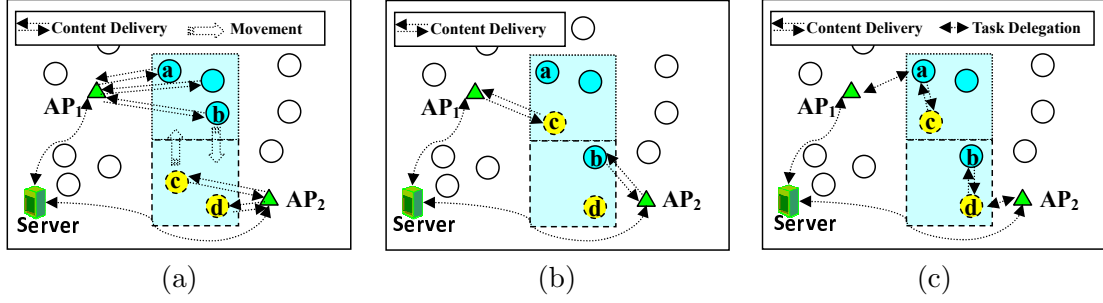 Content Delivery Movement
a
AP1
b
c
d
AP2
Server
(a)
Content Delivery
a
AP1
c
b
d
AP2
Server
(b)
Content Delivery Task Delegation
a
AP1
c
b
d
AP2
Server
(c)